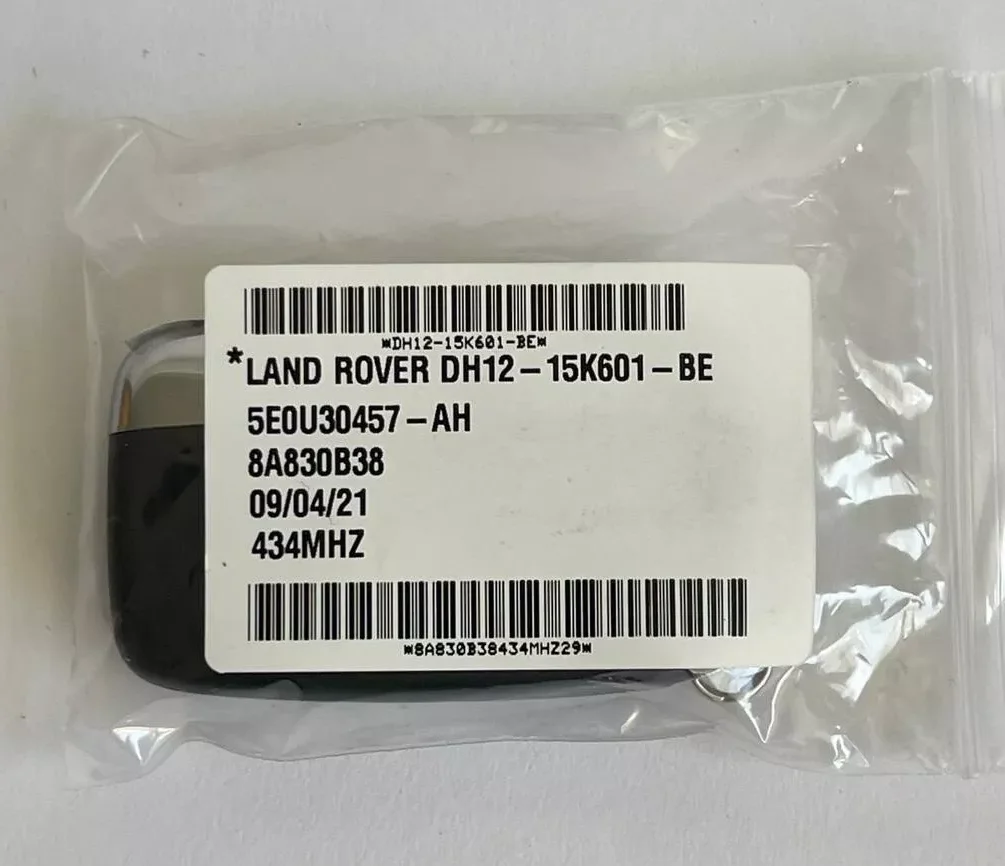 *DH12-15K601-BE*
*LAND ROVER DH12-15K601-BE
5E0U30457-AH
8A830B38
09/04/21
434MHZ
*8A830B38434MHZ29*